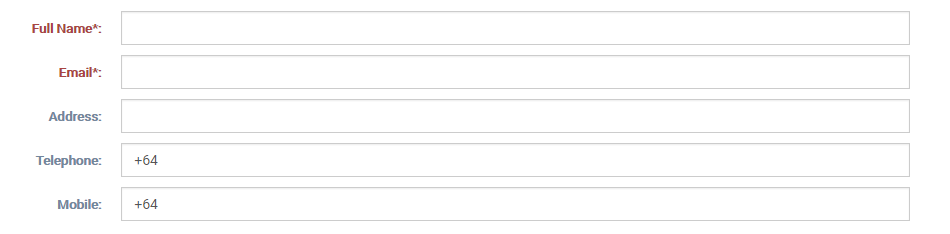 Full Name*:
Email*:
Address:
Telephone: +64
Mobile: +64